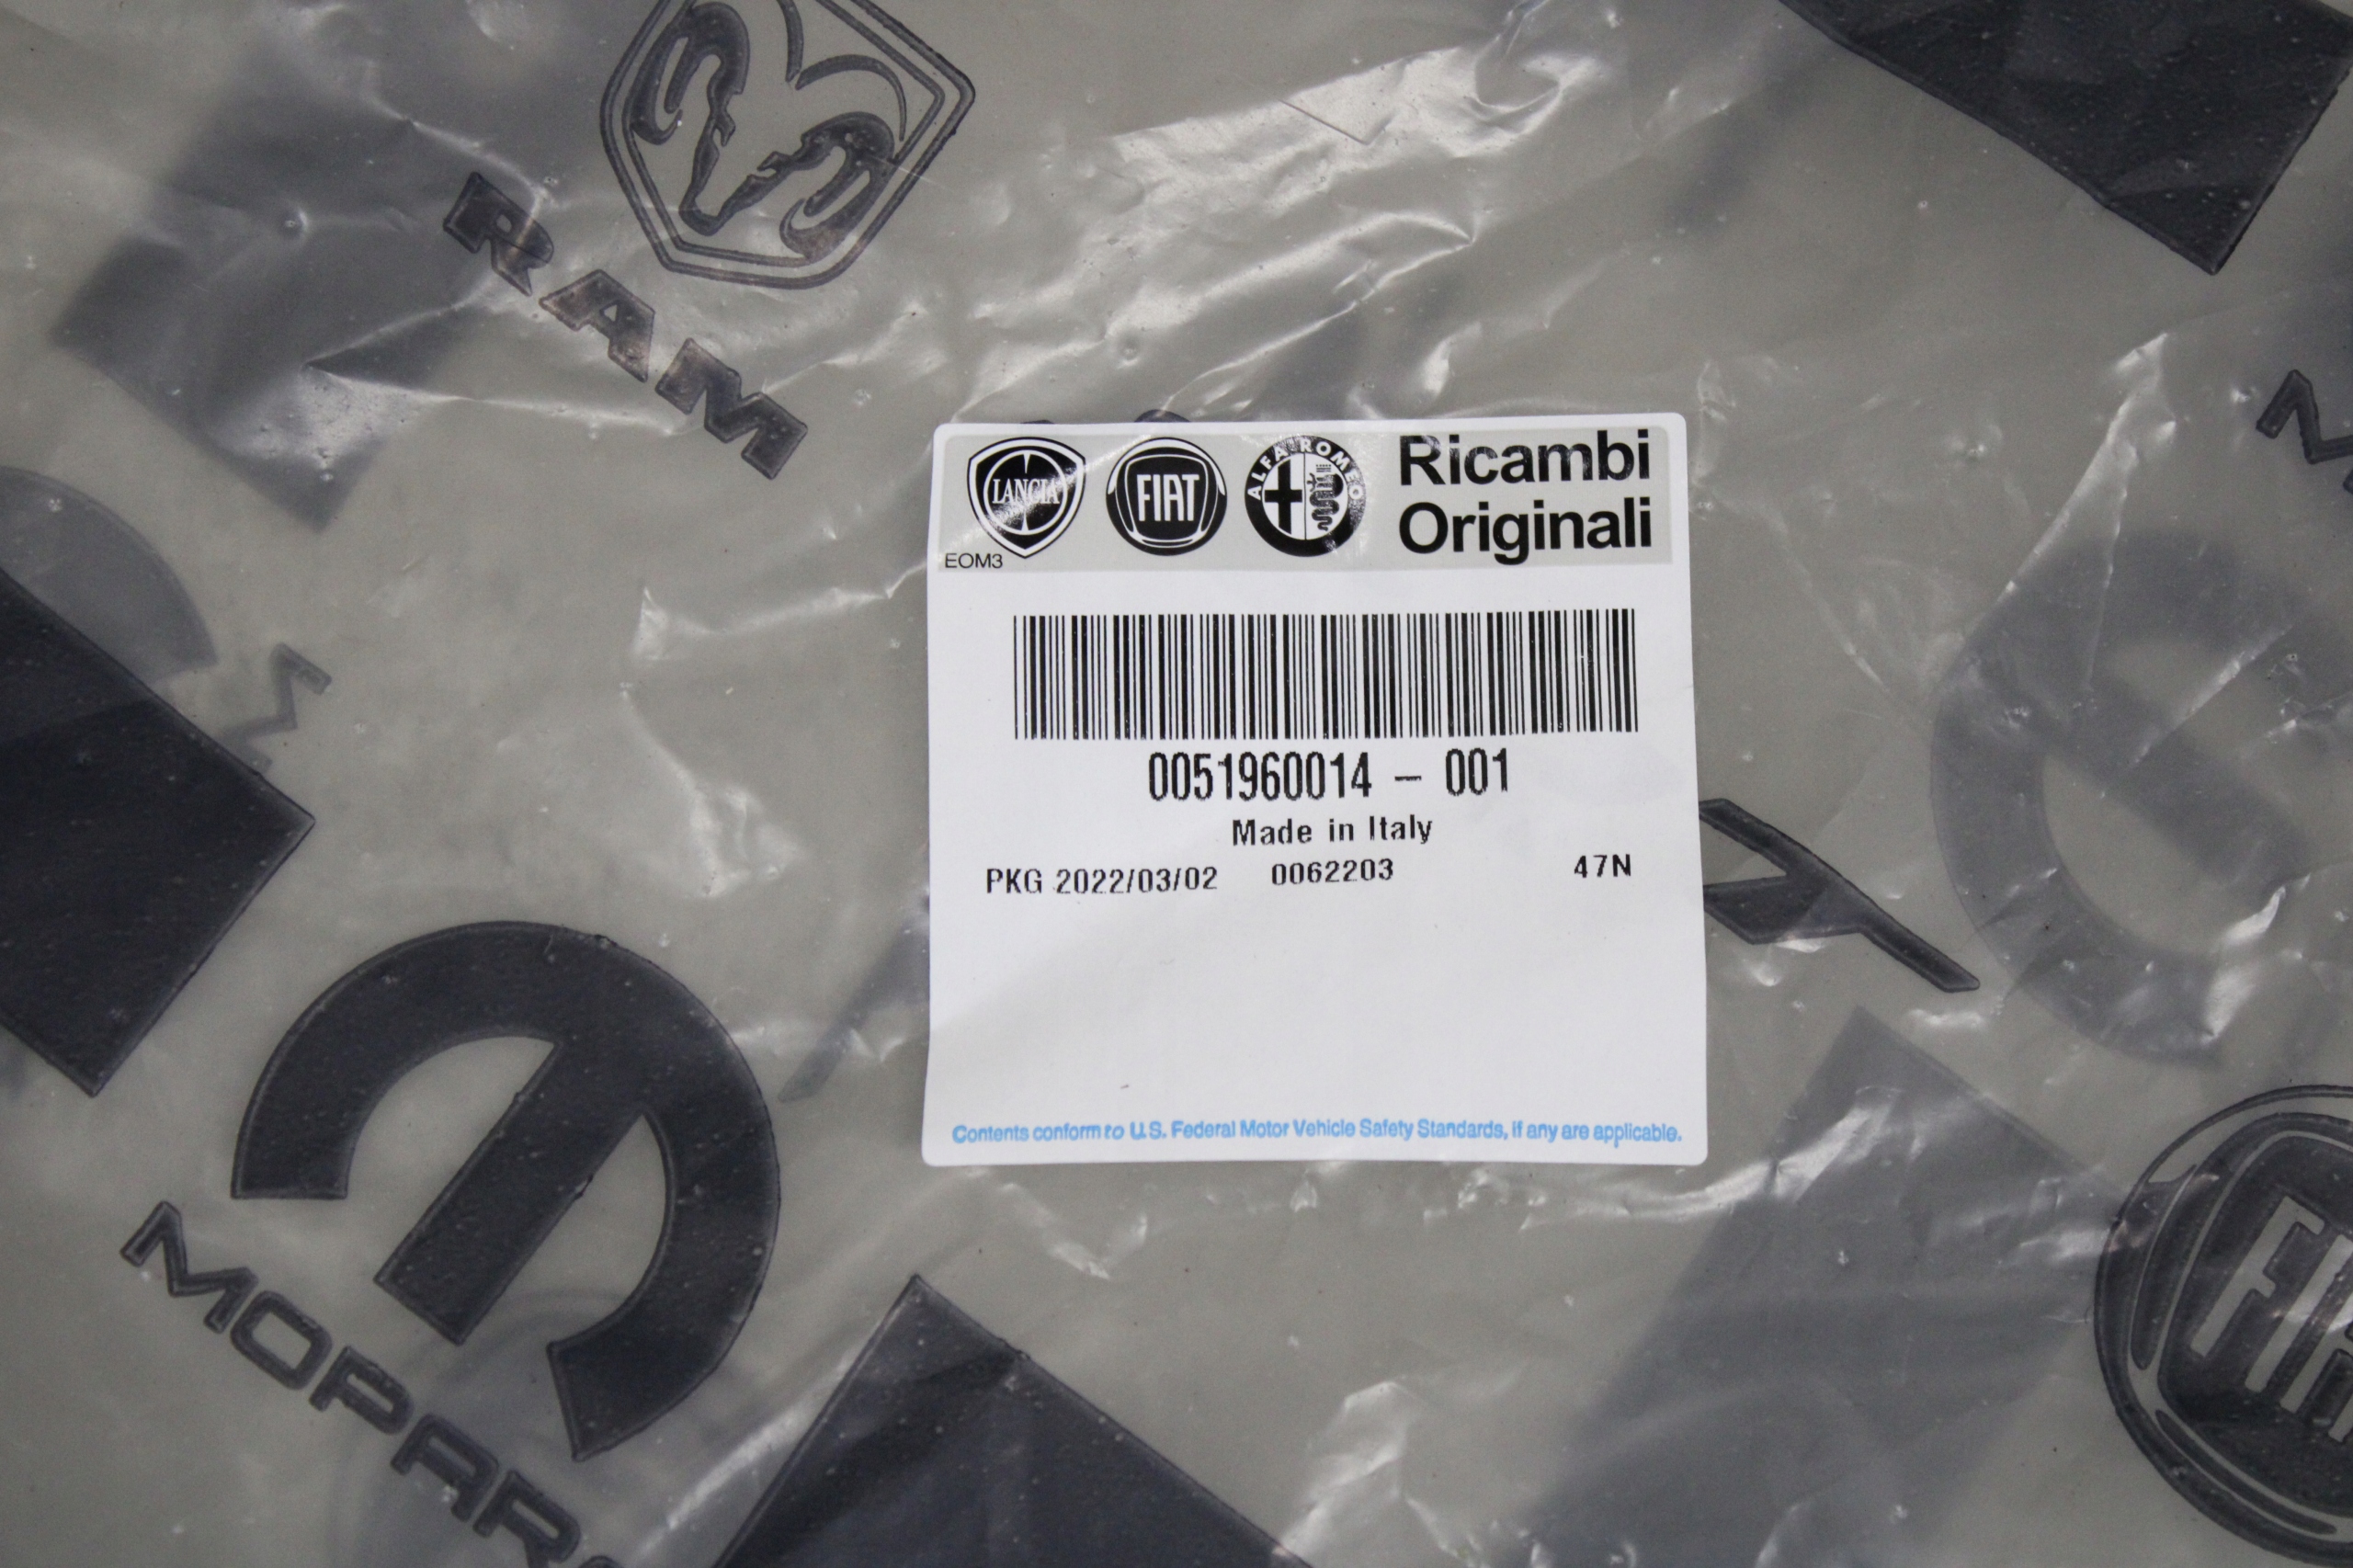 RAM
LANCIA
FIAT
ALFA ROMEO
Ricambi
Originali
EOM3
0051960014 - 001
Made in Italy
PKG 2022/03/02 0062203 47N
Contents conform to U.S. Federal Motor Vehicle Safety Standards, if any are applicable.
MOPAR
FIA